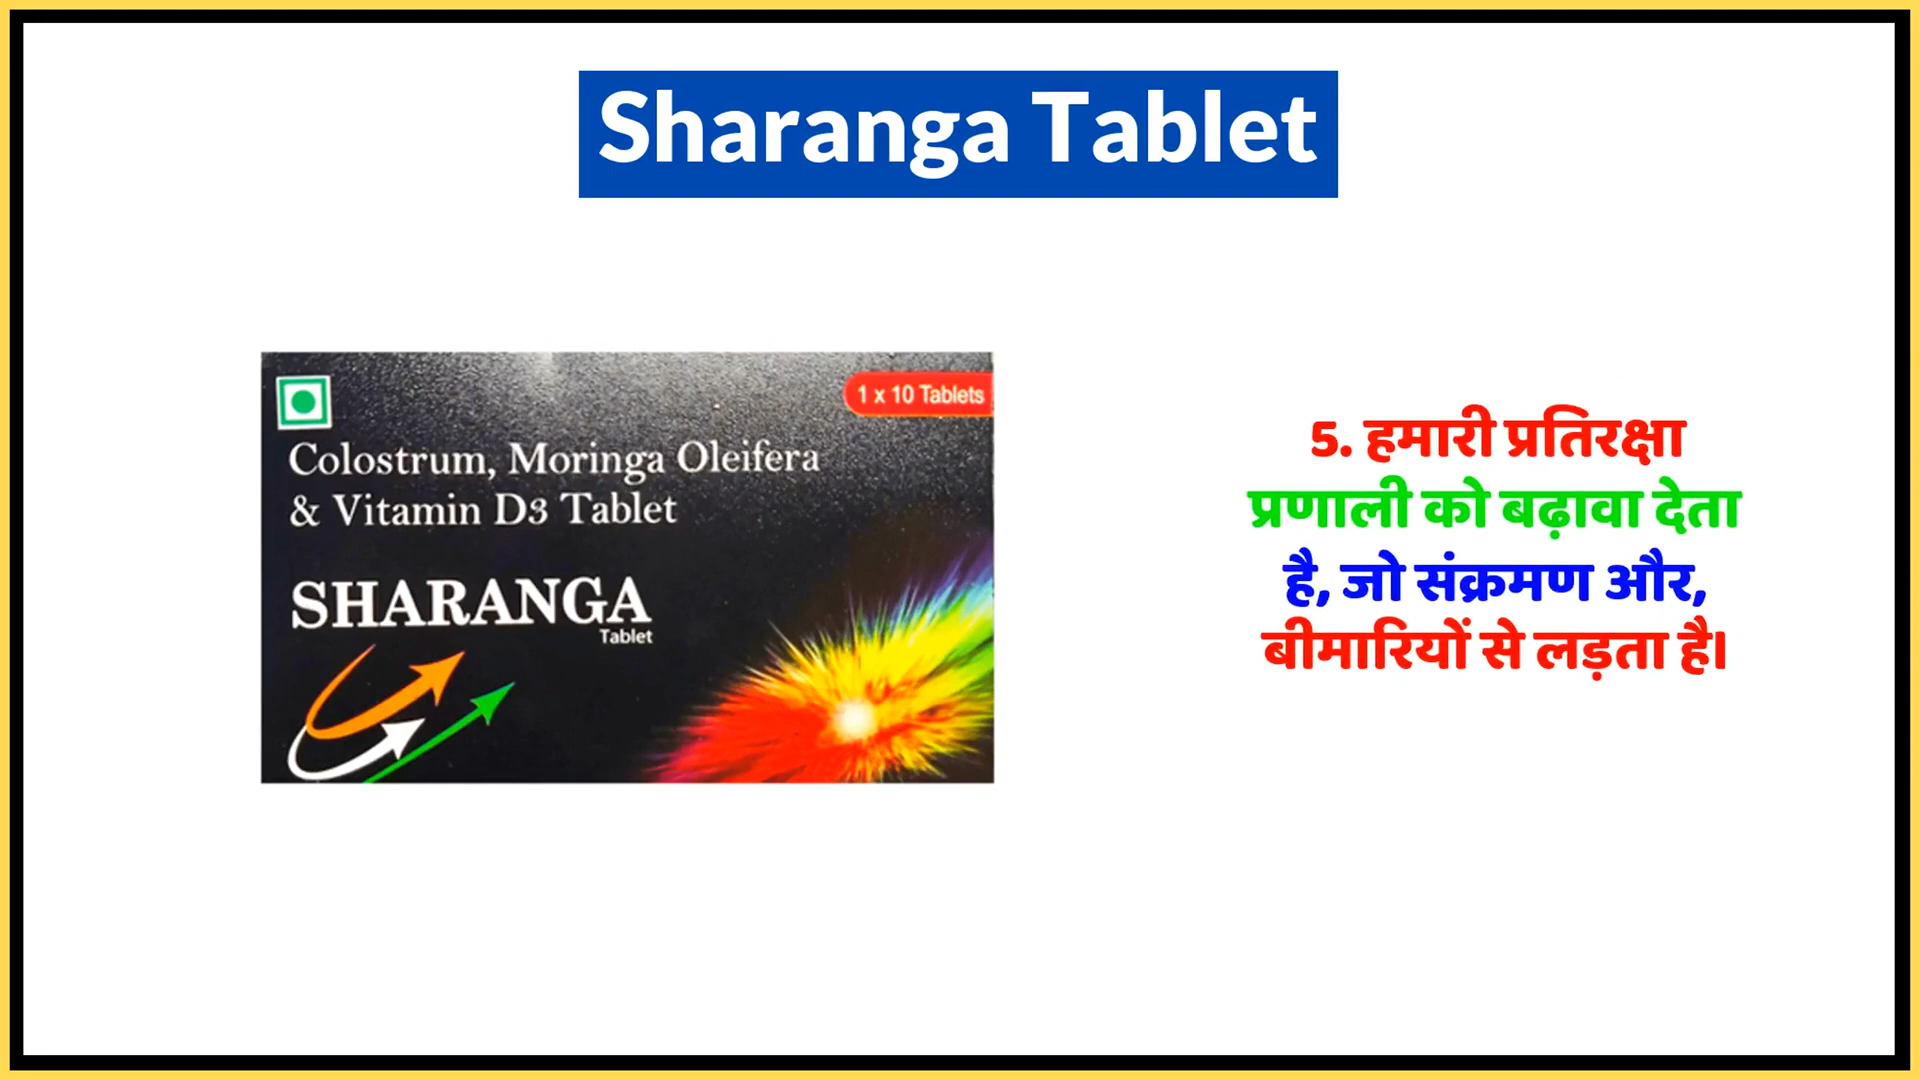 Sharanga Tablet
1 x 10 Tablets
Colostrum, Moringa Oleifera
& Vitamin D3 Tablet
SHARANGA
Tablet
5. हमारी प्रतिरक्षा
प्रणाली को बढ़ावा देता
है, जो संक्रमण और,
बीमारियों से लड़ता है।